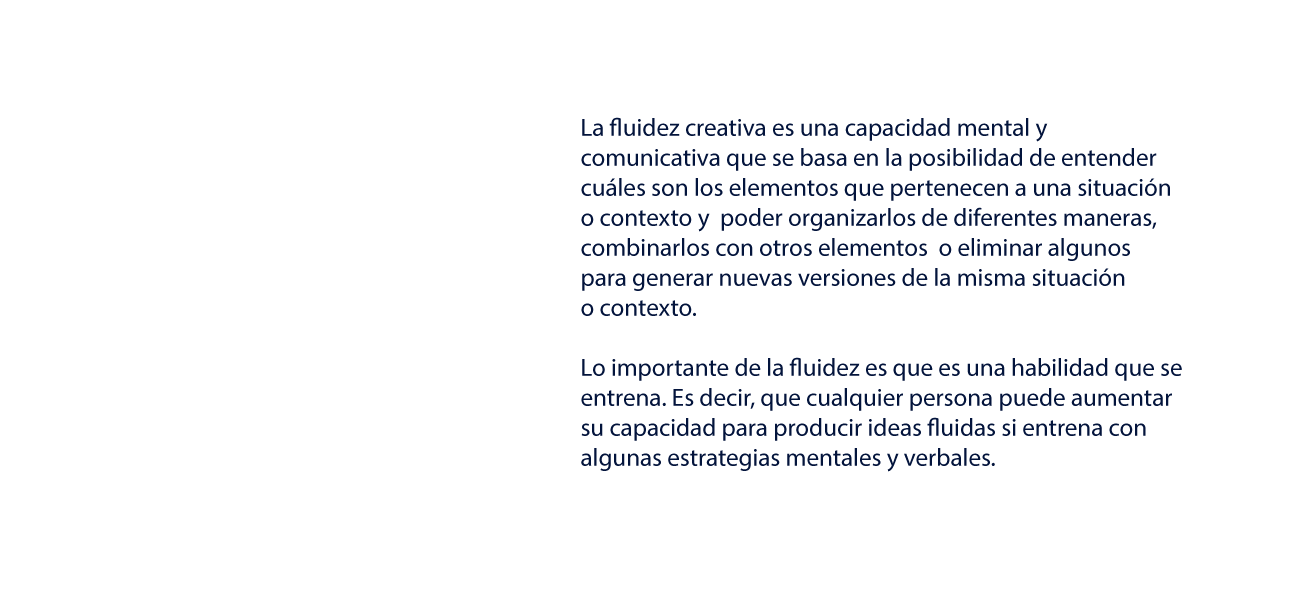 La fluidez creativa es una capacidad mental y
comunicativa que se basa en la posibilidad de entender
cuáles son los elementos que pertenecen a una situación
o contexto y  poder organizarlos de diferentes maneras,
combinarlos con otros elementos  o eliminar algunos
para generar nuevas versiones de la misma situación
o contexto.

Lo importante de la fluidez es que es una habilidad que se
entrena. Es decir, que cualquier persona puede aumentar
su capacidad para producir ideas fluidas si entrena con
algunas estrategias mentales y verbales.